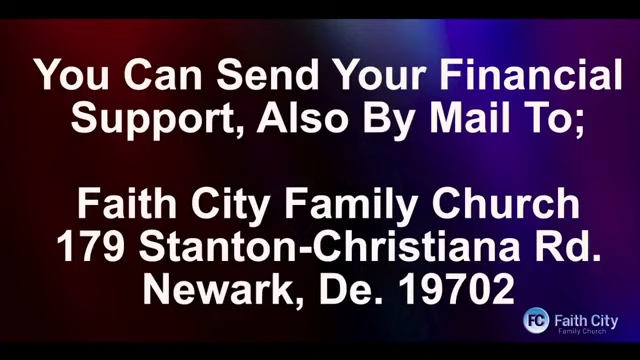 You Can Send Your Financial
Support, Also By Mail To;
Faith City Family Church
179 Stanton-Christiana Rd.
Newark, De. 19702
FC Faith City
Family Church